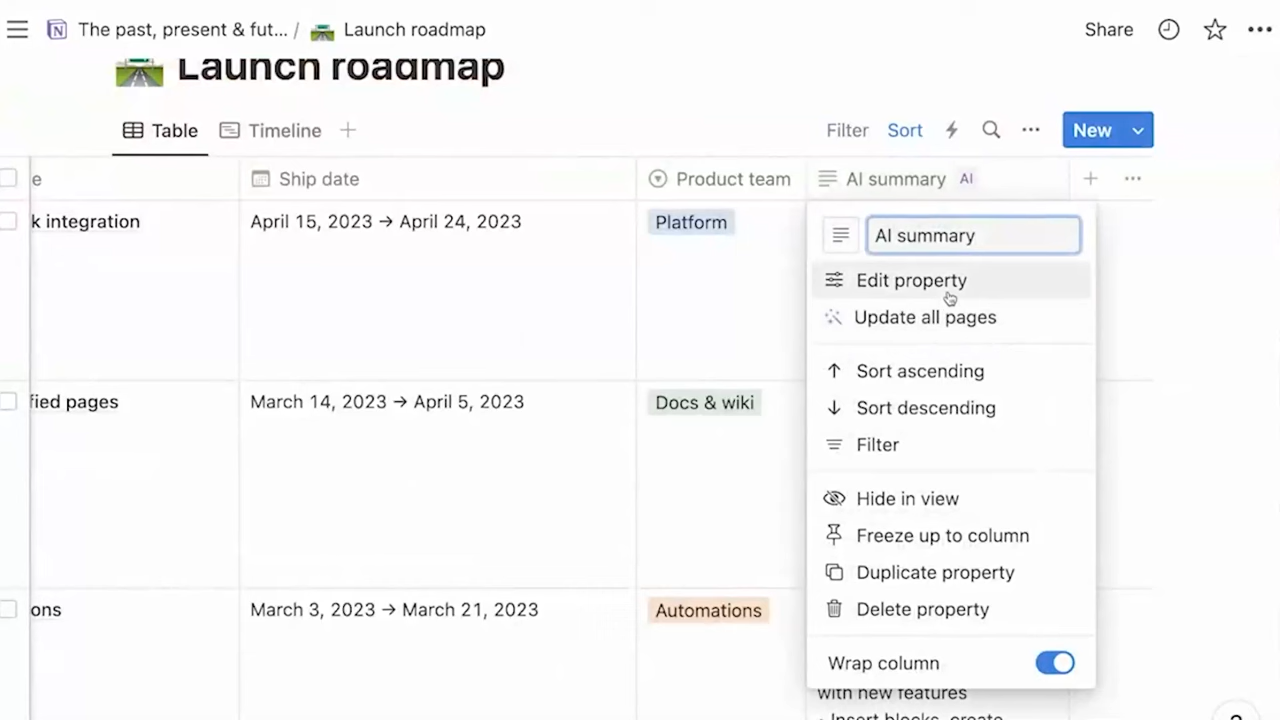 The past, present & fut... / Launch roadmap
Share
Launch roadmap
Table
Timeline
Filter
Sort
New
e
Ship date
Product team
AI summary AI
k integration
April 15, 2023 → April 24, 2023
Platform
AI summary
Edit property
Update all pages
Sort ascending
Sort descending
Filter
fied pages
March 14, 2023 → April 5, 2023
Docs & wiki
Hide in view
Freeze up to column
Duplicate property
Delete property
ons
March 3, 2023 → March 21, 2023
Automations
Wrap column
with new features
• Insert blocks, create
?